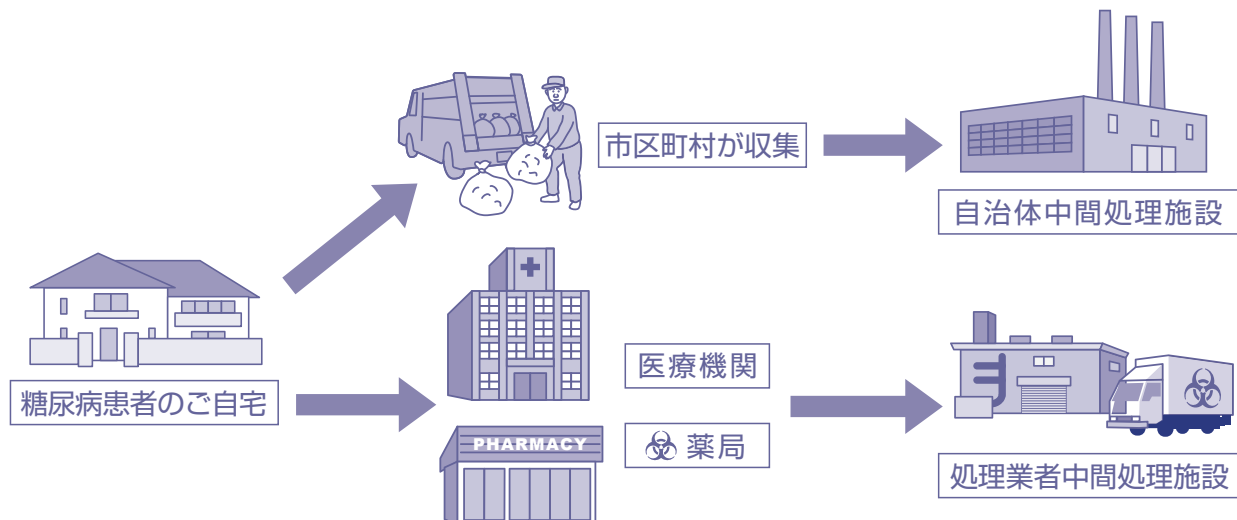 市区町村が収集
自治体中間処理施設
糖尿病患者のご自宅
医療機関
PHARMACY
薬局
処理業者中間処理施設